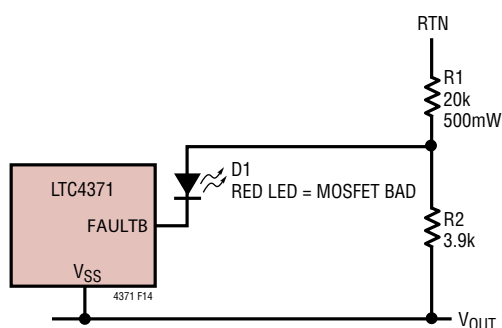 RTN
R1
20k
500mW
D1
RED LED = MOSFET BAD
LTC4371
FAULTB
R2
3.9k
VSS
4371 F14
VOUT